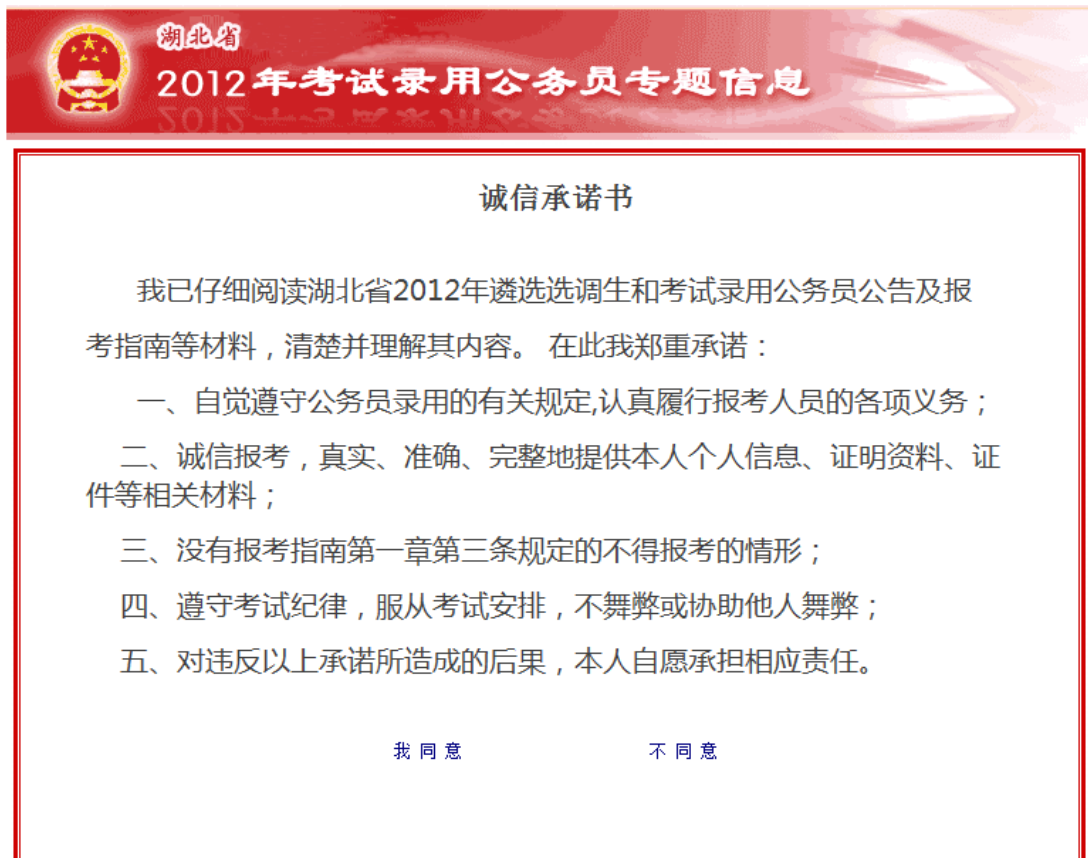 湖北省
2012年考试录用公务员专题信息
诚信承诺书
我已仔细阅读湖北省2012年遴选选调生和考试录用公务员公告及报
考指南等材料，清楚并理解其内容。 在此我郑重承诺：
一、自觉遵守公务员录用的有关规定,认真履行报考人员的各项义务；
二、诚信报考，真实、准确、完整地提供本人个人信息、证明资料、证
件等相关材料；
三、没有报考指南第一章第三条规定的不得报考的情形；
四、遵守考试纪律，服从考试安排，不舞弊或协助他人舞弊；
五、对违反以上承诺所造成的后果，本人自愿承担相应责任。
我同意 不同意